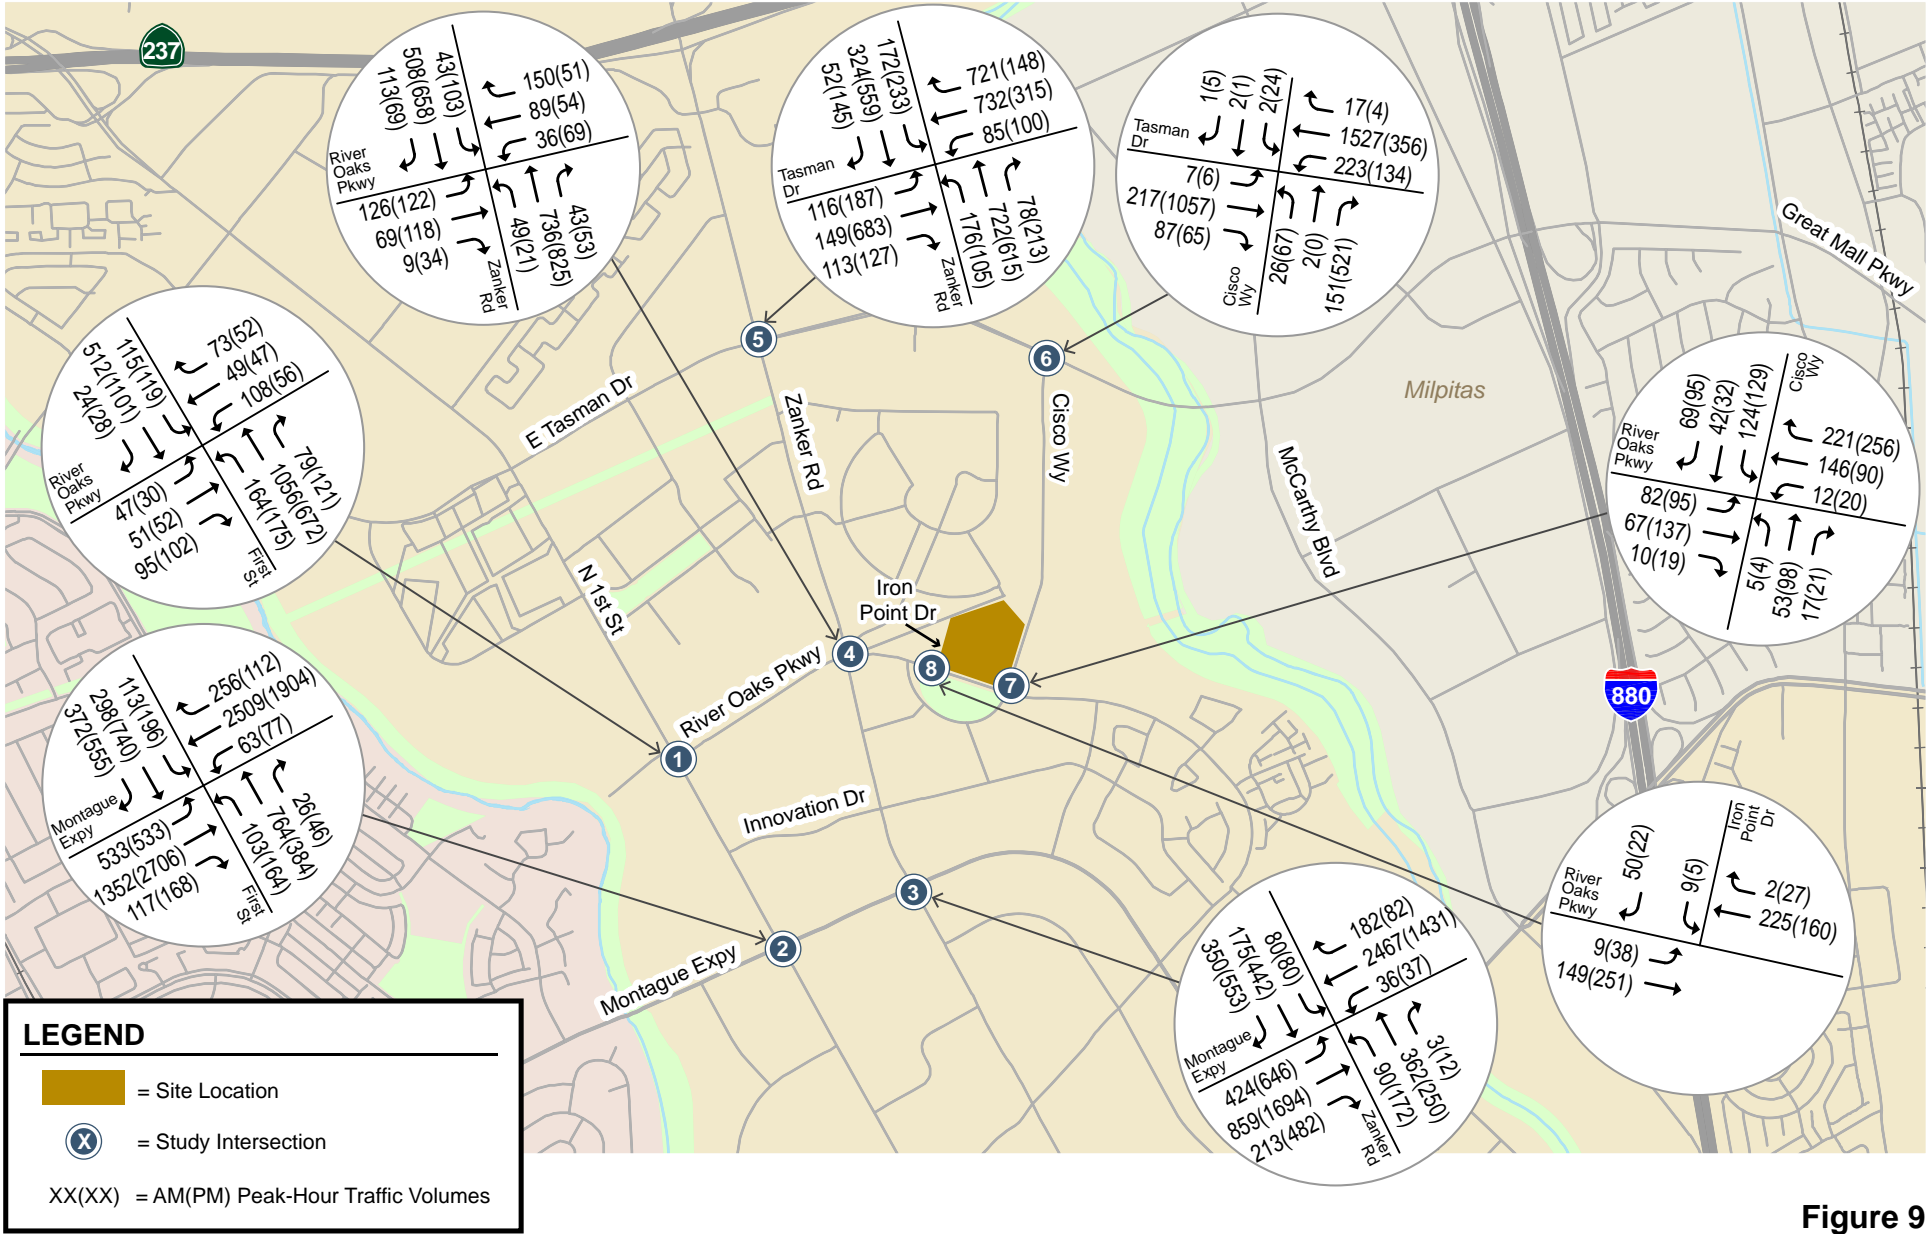 237
113(69)
508(658)
43(103)
150(51)
89(54)
36(69)
River
Oaks
Pkwy
126(122)
69(118)
9(34)
49(21)
736(825)
43(53)
Zanker
Rd
52(145)
324(559)
172(233)
721(148)
732(315)
85(100)
Tasman
Dr
116(187)
149(683)
113(127)
176(105)
722(615)
78(213)
Zanker
Rd
1(5)
2(1)
2(24)
17(4)
1527(356)
223(134)
Tasman
Dr
7(6)
217(1057)
87(65)
26(67)
2(0)
151(521)
Cisco
Wy
Great Mall Pkwy
24(28)
512(1101)
115(119)
73(52)
49(47)
108(56)
River
Oaks
Pkwy
47(30)
51(52)
95(102)
164(175)
1056(672)
79(121)
First
St
5
6
E Tasman Dr
Zanker Rd
Cisco Wy
Milpitas
McCarthy Blvd
69(95)
42(32)
124(129)
Cisco
Wy
221(256)
146(90)
12(20)
River
Oaks
Pkwy
82(95)
67(137)
10(19)
5(4)
53(98)
17(21)
N 1st St
Iron
Point Dr
4
8
7
River Oaks Pkwy
1
880
372(555)
298(740)
113(196)
256(112)
2509(1904)
63(77)
Montague
Expy
533(533)
1352(2706)
117(168)
103(164)
764(384)
26(46)
First
St
Innovation Dr
3
2
Montague Expy
350(553)
175(442)
80(80)
182(82)
2467(1431)
36(37)
Montague
Expy
424(646)
859(1694)
213(482)
90(172)
362(250)
3(12)
Zanker
Rd
50(22)
9(5)
Iron
Point
Dr
2(27)
225(160)
River
Oaks
Pkwy
9(38)
149(251)
LEGEND
= Site Location
X = Study Intersection
XX(XX) = AM(PM) Peak-Hour Traffic Volumes
Figure 9